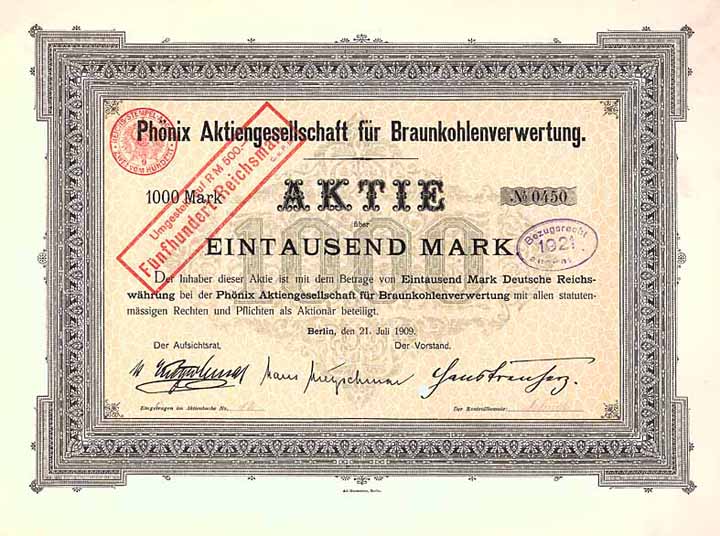 Phönix Aktiengesellschaft für Braunkohlenverwertung.
Umgestellt auf R M 500.—
Fünfhundert Reichsmark
1000 Mark
AKTIE
№ 0450
über
1000
EINTAUSEND MARK.
Bezugsrecht
1921
Der Inhaber dieser Aktie ist mit dem Betrage von Eintausend Mark Deutsche Reichs-
währung bei der Phönix Aktiengesellschaft für Braunkohlenverwertung mit allen statuten-
mässigen Rechten und Pflichten als Aktionär beteiligt.
Berlin, den 21. Juli 1909.
Der Aufsichtsrat.
Der Vorstand.
Eingetragen im Aktienbuche No.
Der Kontrolleur: